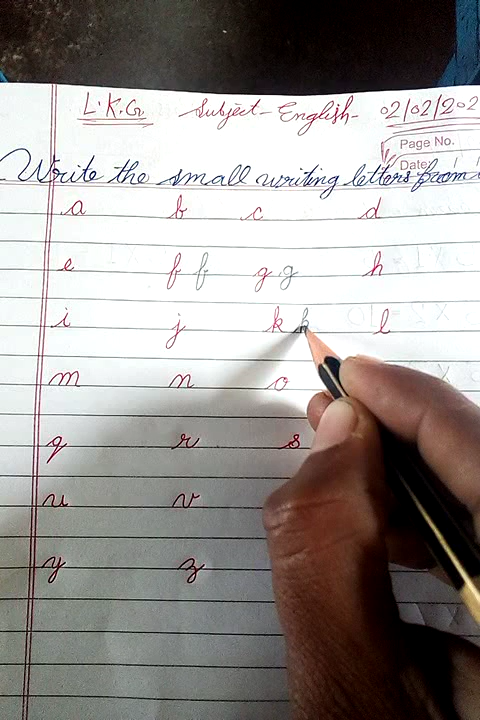 L.K.G. Subject - English - 02/02/202
Page No.
Date: / /
Write the small writing letters from
a b c d
e f f g g h
i j k k l
m n o
q r s
u v
y z